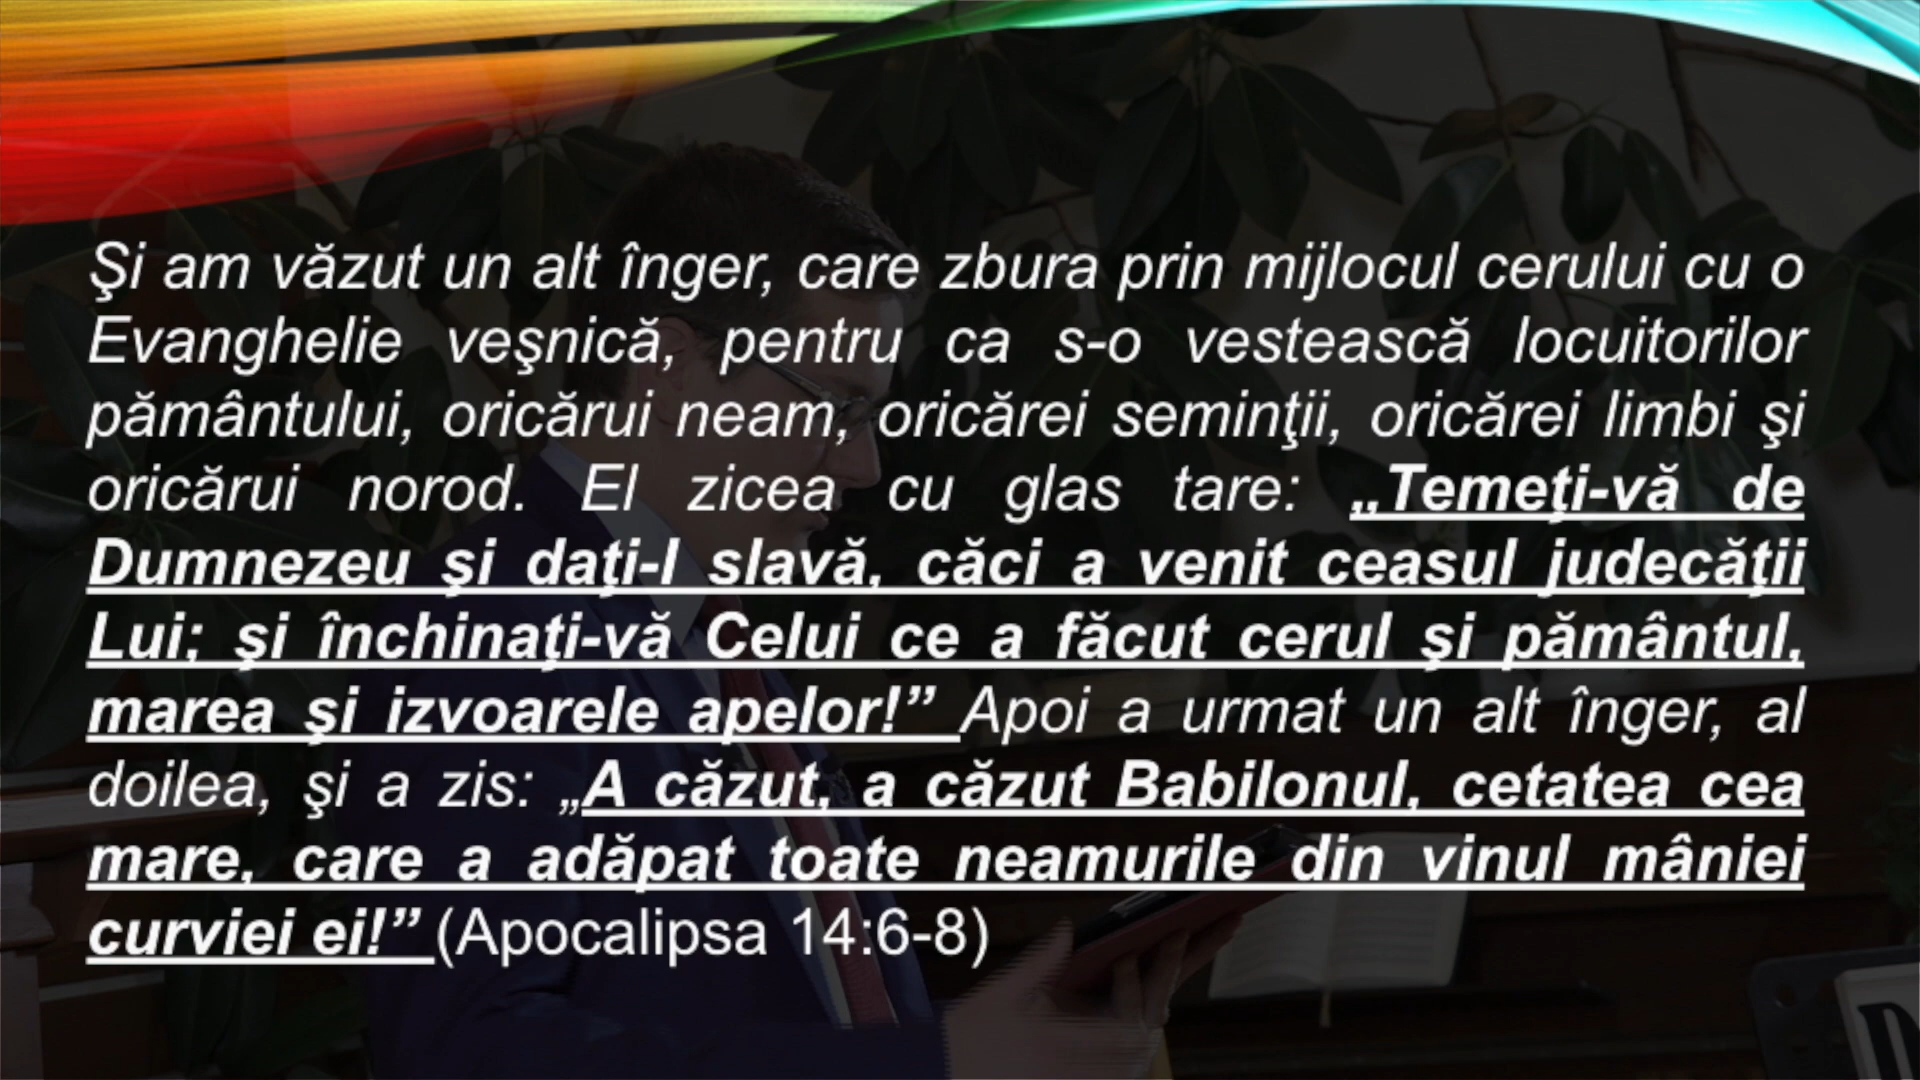 Şi am văzut un alt înger, care zbura prin mijlocul cerului cu o
Evanghelie veşnică, pentru ca s-o vestească locuitorilor
pământului, oricărui neam, oricărei seminţii, oricărei limbi şi
oricărui norod. El zicea cu glas tare: „Temeţi-vă de
Dumnezeu şi daţi-I slavă, căci a venit ceasul judecăţii
Lui; şi închinaţi-vă Celui ce a făcut cerul şi pământul,
marea şi izvoarele apelor!” Apoi a urmat un alt înger, al
doilea, şi a zis: „A căzut, a căzut Babilonul, cetatea cea
mare, care a adăpat toate neamurile din vinul mâniei
curviei ei!” (Apocalipsa 14:6-8)